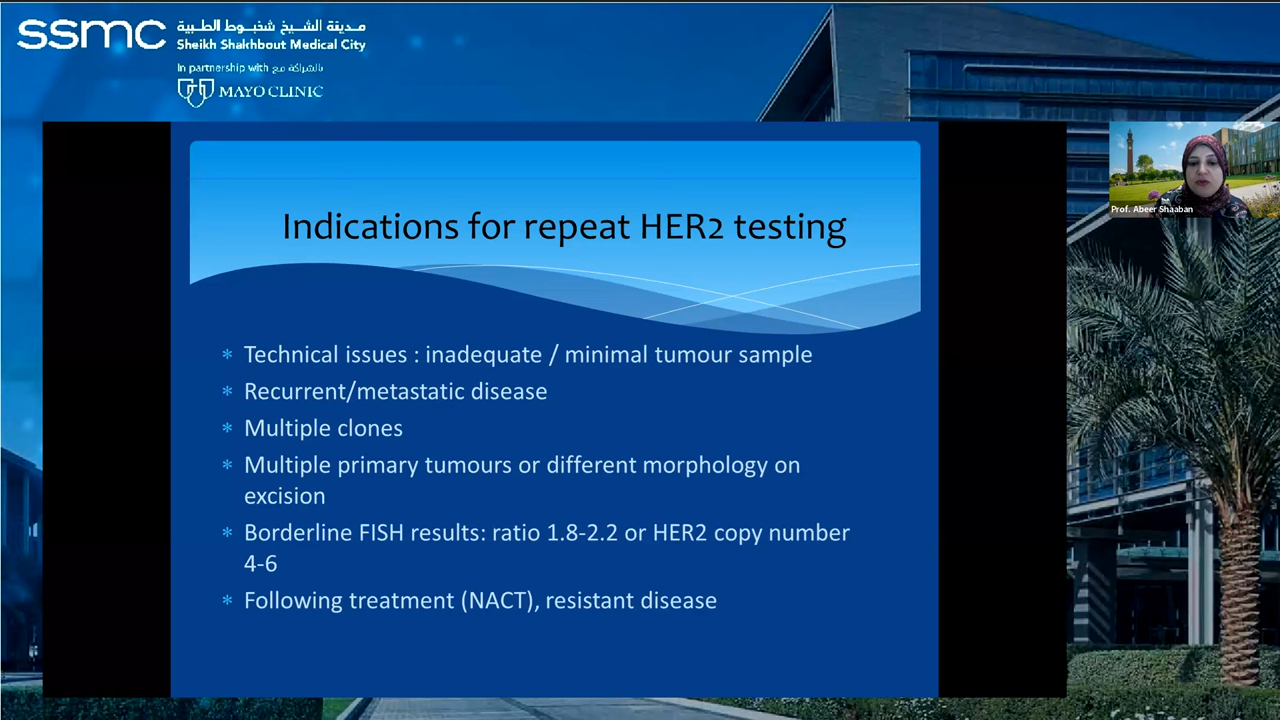 ssmc
مدينة الشيخ شخبوط الطبية
Sheikh Shakhbout Medical City
In partnership with بالشراكة مع
MAYO CLINIC
Prof. Abeer Shaaban
Indications for repeat HER2 testing
* Technical issues : inadequate / minimal tumour sample
* Recurrent/metastatic disease
* Multiple clones
* Multiple primary tumours or different morphology on
excision
* Borderline FISH results: ratio 1.8-2.2 or HER2 copy number
4-6
* Following treatment (NACT), resistant disease